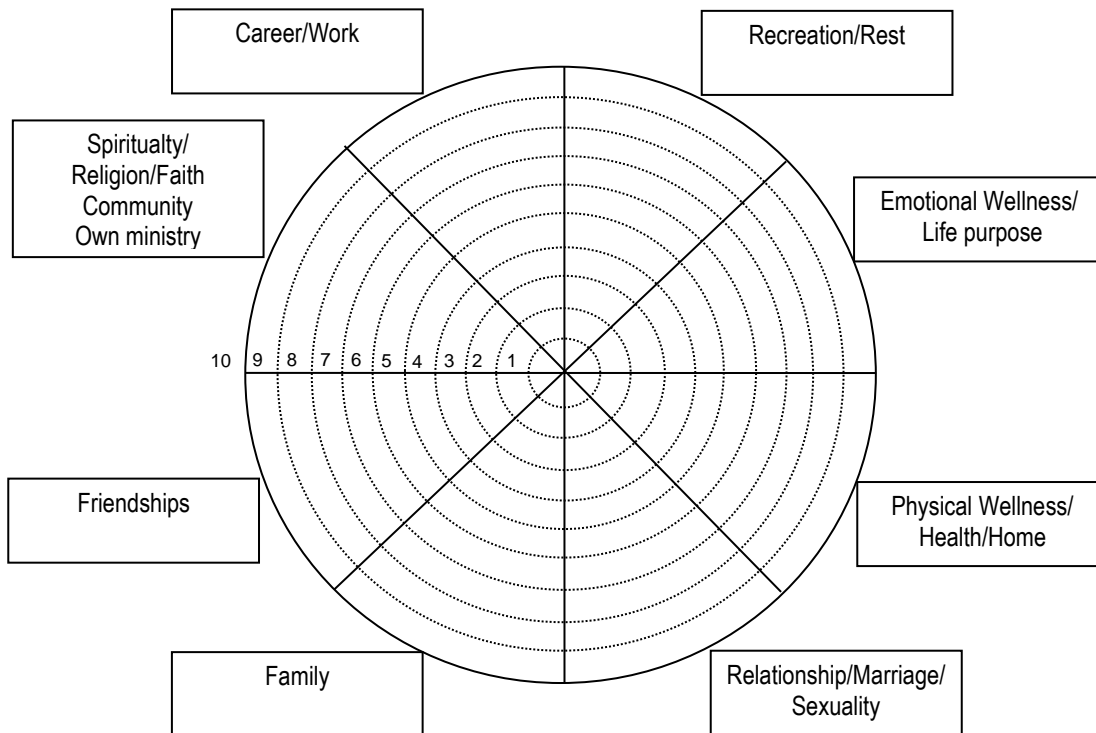 Career/Work
Recreation/Rest
Spiritualty/
Religion/Faith
Community
Own ministry
Emotional Wellness/
Life purpose
10 9 8 7 6 5 4 3 2 1
Friendships
Physical Wellness/
Health/Home
Family
Relationship/Marriage/
Sexuality